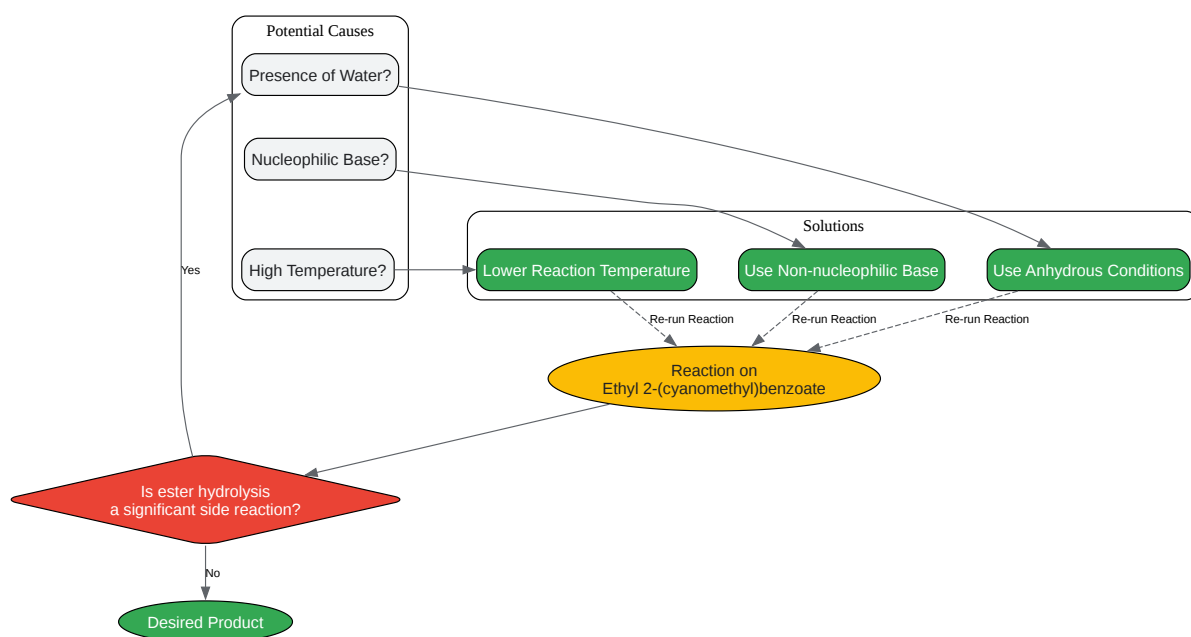 Potential Causes
Presence of Water?
Nucleophilic Base?
Solutions
High Temperature?
Lower Reaction Temperature
Use Non-nucleophilic Base
Use Anhydrous Conditions
Yes
Re-run Reaction
Re-run Reaction
Re-run Reaction
Reaction on
Ethyl 2-(cyanomethyl)benzoate
Is ester hydrolysis
a significant side reaction?
No
Desired Product